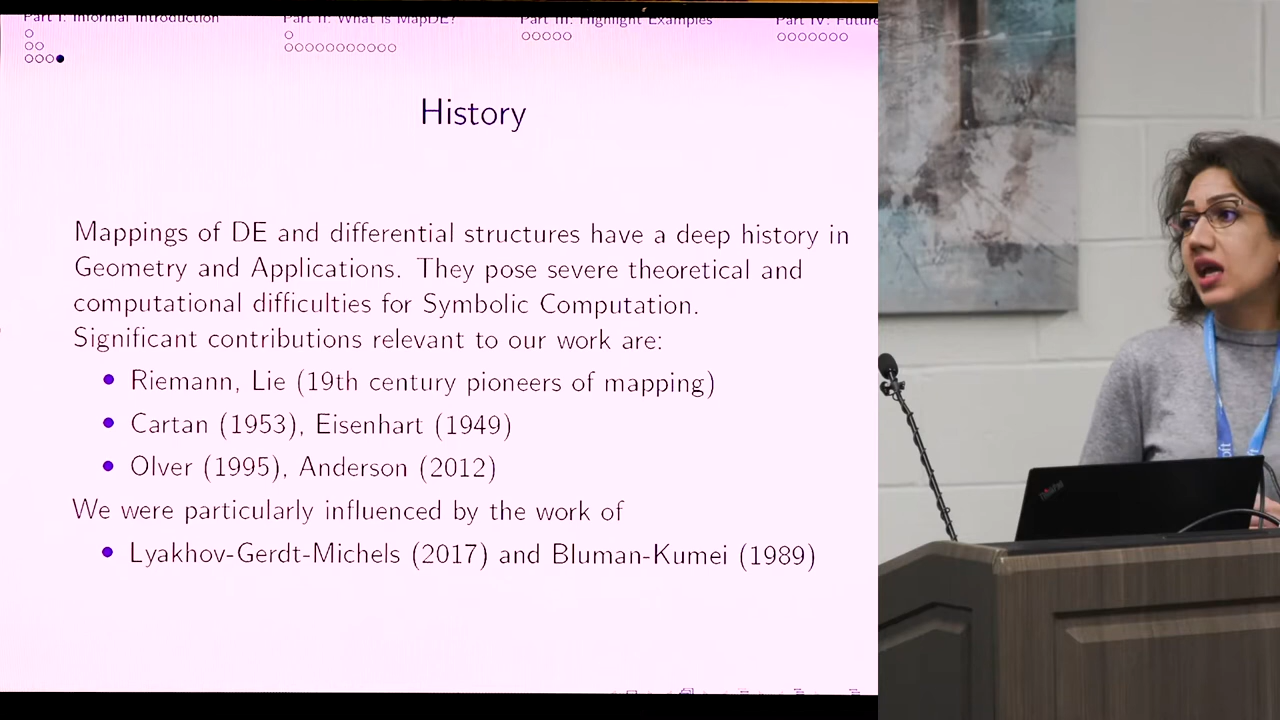 Part I: Informal Introduction
Part II: What is MapDE?
Part III: Highlight Examples
Part IV: Future
History
Mappings of DE and differential structures have a deep history in
Geometry and Applications. They pose severe theoretical and
computational difficulties for Symbolic Computation.
Significant contributions relevant to our work are:
Riemann, Lie (19th century pioneers of mapping)
Cartan (1953), Eisenhart (1949)
Olver (1995), Anderson (2012)
We were particularly influenced by the work of
Lyakhov-Gerdt-Michels (2017) and Bluman-Kumei (1989)
ThinkPad